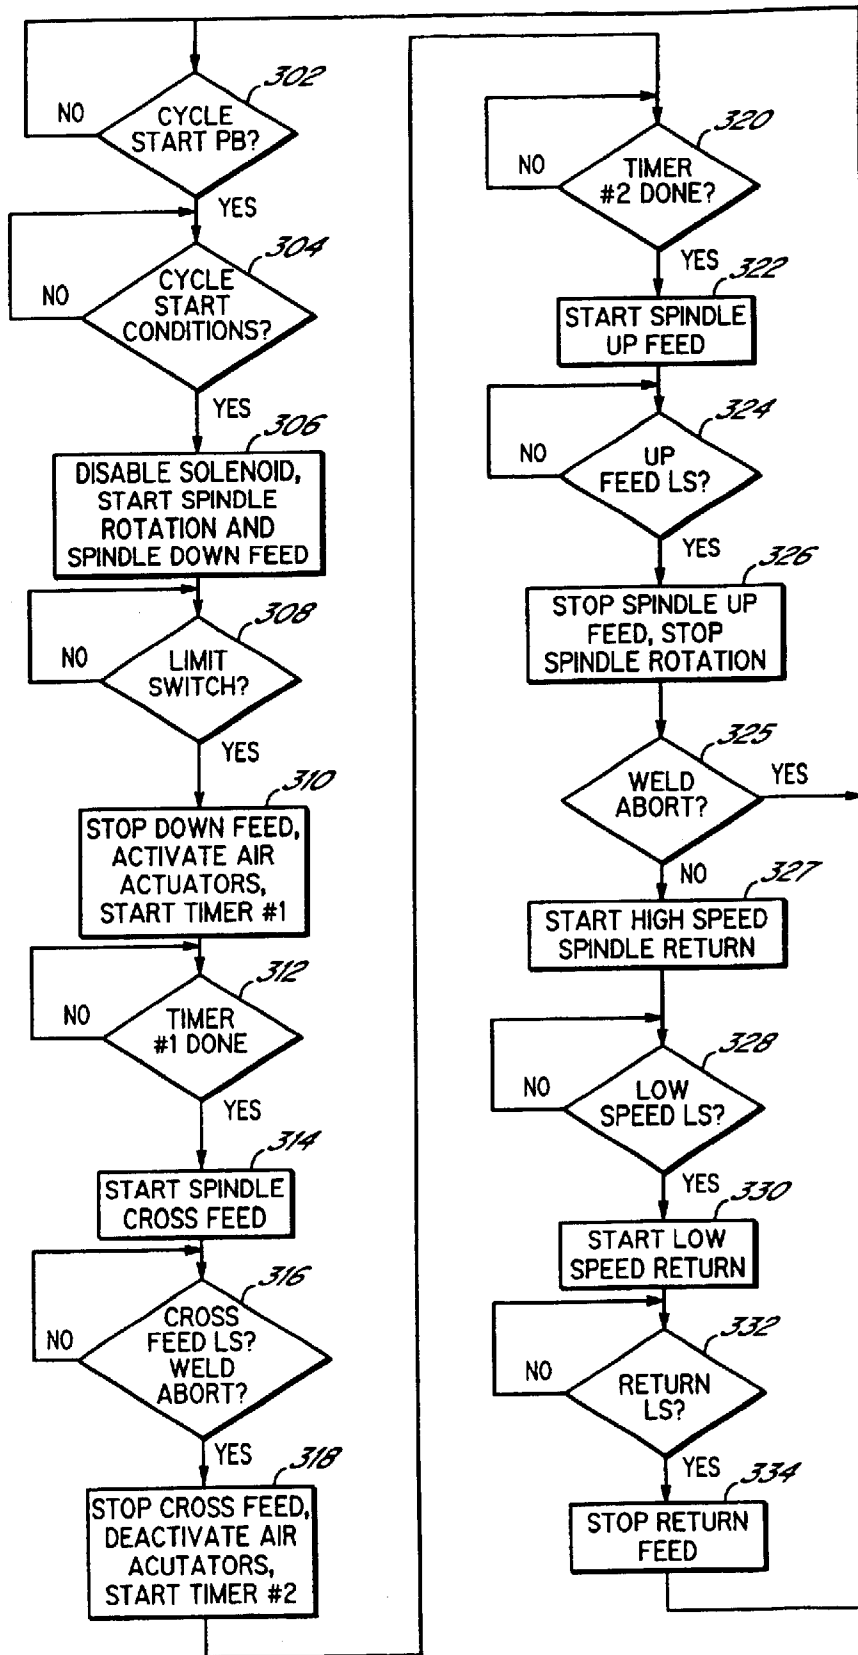 302
CYCLE
START PB?
NO
YES
304
CYCLE
START
CONDITIONS?
NO
YES
306
DISABLE SOLENOID,
START SPINDLE
ROTATION AND
SPINDLE DOWN FEED
308
LIMIT
SWITCH?
NO
YES
310
STOP DOWN FEED,
ACTIVATE AIR
ACTUATORS,
START TIMER #1
312
TIMER
#1 DONE
NO
YES
314
START SPINDLE
CROSS FEED
316
CROSS
FEED LS?
WELD
ABORT?
NO
YES
318
STOP CROSS FEED,
DEACTIVATE AIR
ACUTATORS,
START TIMER #2
320
TIMER
#2 DONE?
NO
YES
322
START SPINDLE
UP FEED
324
UP
FEED LS?
NO
YES
326
STOP SPINDLE UP
FEED, STOP
SPINDLE ROTATION
325
WELD
ABORT?
YES
NO
327
START HIGH SPEED
SPINDLE RETURN
328
LOW
SPEED LS?
NO
YES
330
START LOW
SPEED RETURN
332
RETURN
LS?
NO
YES
334
STOP RETURN
FEED